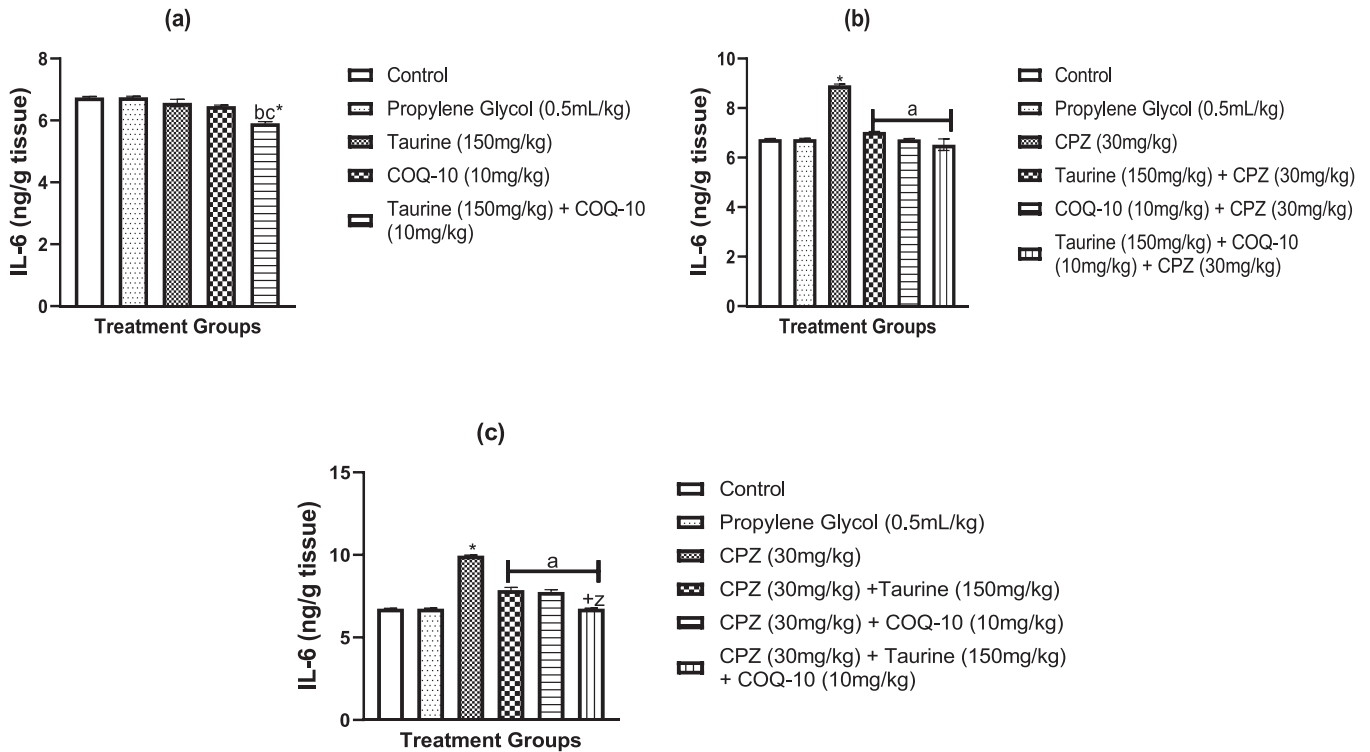 (a)
8
6
4
2
0
IL-6 (ng/g tissue)
bc*
Treatment Groups
Control
Propylene Glycol (0.5mL/kg)
Taurine (150mg/kg)
COQ-10 (10mg/kg)
Taurine (150mg/kg) + COQ-10
(10mg/kg)
(b)
10
8
6
4
2
0
IL-6 (ng/g tissue)
*
a
Treatment Groups
Control
Propylene Glycol (0.5mL/kg)
CPZ (30mg/kg)
Taurine (150mg/kg) + CPZ (30mg/kg)
COQ-10 (10mg/kg) + CPZ (30mg/kg)
Taurine (150mg/kg) + COQ-10
(10mg/kg) + CPZ (30mg/kg)
(c)
15
10
5
0
IL-6 (ng/g tissue)
*
a
+z
Treatment Groups
Control
Propylene Glycol (0.5mL/kg)
CPZ (30mg/kg)
CPZ (30mg/kg) +Taurine (150mg/kg)
CPZ (30mg/kg) + COQ-10 (10mg/kg)
CPZ (30mg/kg) + Taurine (150mg/kg)
+ COQ-10 (10mg/kg)